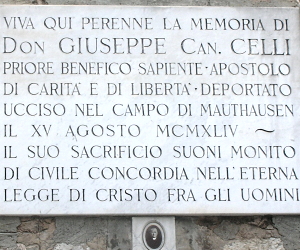 VIVA QUI PERENNE LA MEMORIA DI
DON GIUSEPPE CAN. CELLI
PRIORE BENEFICO SAPIENTE · APOSTOLO
DI CARITA E DI LIBERTA · DEPORTATO
UCCISO NEL CAMPO DI MAUTHAUSEN
IL XV AGOSTO MCMXLIV ~
IL SUO SACRIFICIO SUONI MONITO
DI CIVILE CONCORDIA NELL'ETERNA
LEGGE DI CRISTO FRA GLI UOMINI